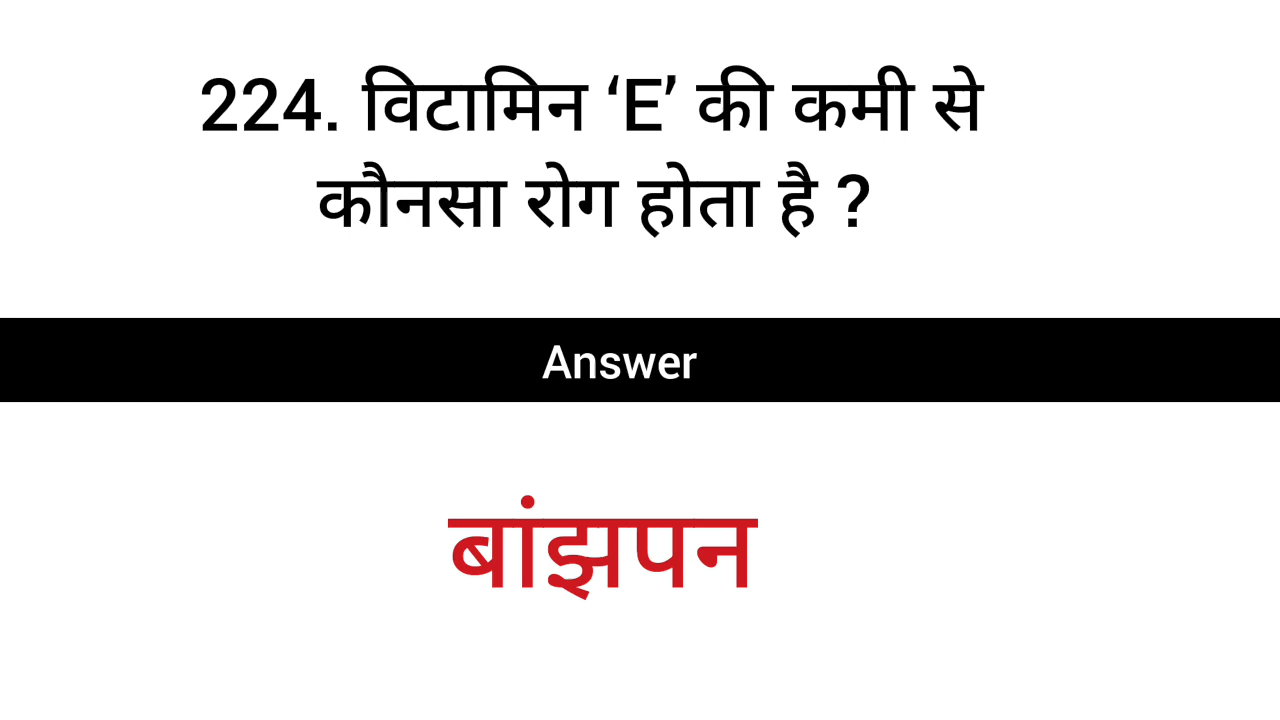 224. विटामिन ‘E’ की कमी से
कौनसा रोग होता है ?
Answer
बांझपन